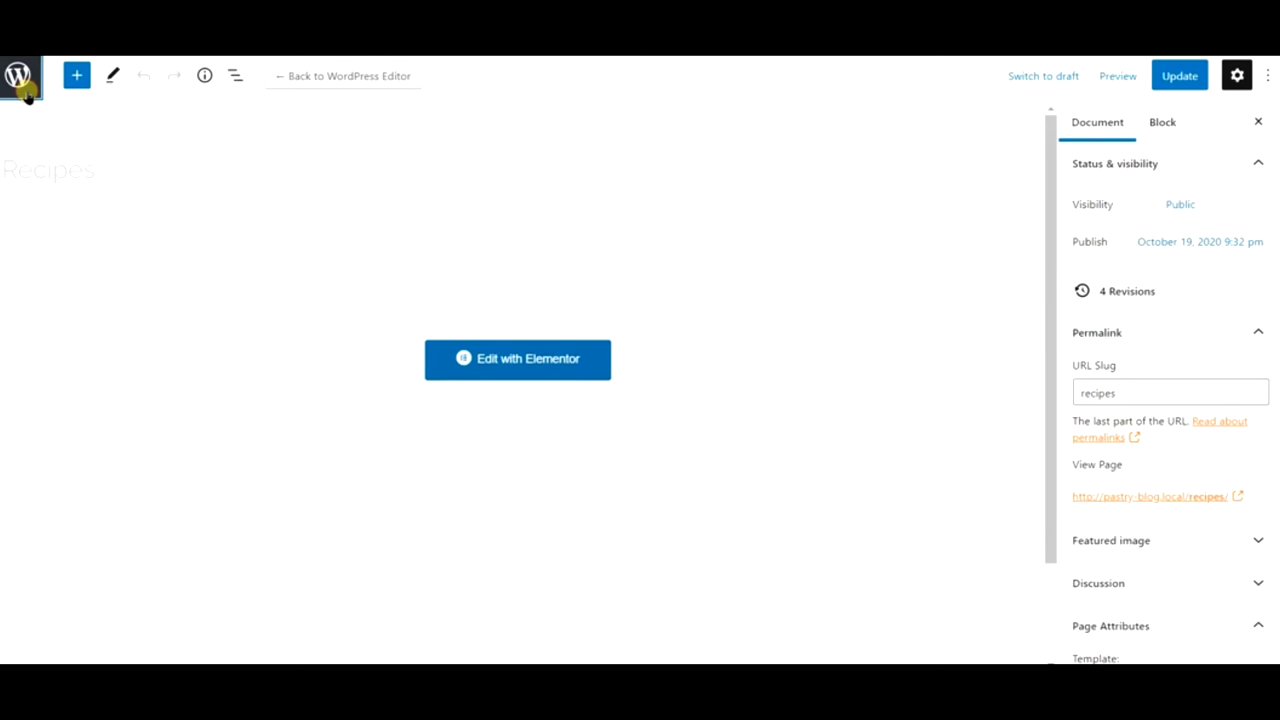 ← Back to WordPress Editor
Switch to draft
Preview
Update
Document
Block
Recipes
Status & visibility
Visibility
Public
Publish
October 19, 2020 9:32 pm
4 Revisions
Edit with Elementor
Permalink
URL Slug
recipes
The last part of the URL. Read about
permalinks
View Page
http://pastry-blog.local/recipes/
Featured image
Discussion
Page Attributes
Template: